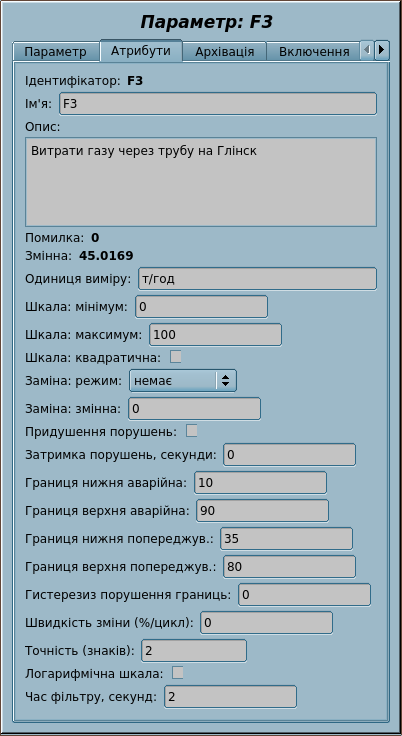 Параметр: F3
Параметр Атрибути Архівація Включення
Ідентифікатор: F3
Ім'я: F3
Опис:
Витрати газу через трубу на Глінск
Помилка: 0
Змінна: 45.0169
Одиниця виміру: т/год
Шкала: мінімум: 0
Шкала: максимум: 100
Шкала: квадратична:
Заміна: режим: немає
Заміна: змінна: 0
Придушення порушень:
Затримка порушень, секунди: 0
Границя нижня аварійна: 10
Границя верхня аварійна: 90
Границя нижня попереджув.: 35
Границя верхня попереджув.: 80
Гистерезиз порушення границь: 0
Швидкість зміни (%/цикл): 0
Точність (знаків): 2
Логарифмічна шкала:
Час фільтру, секунд: 2